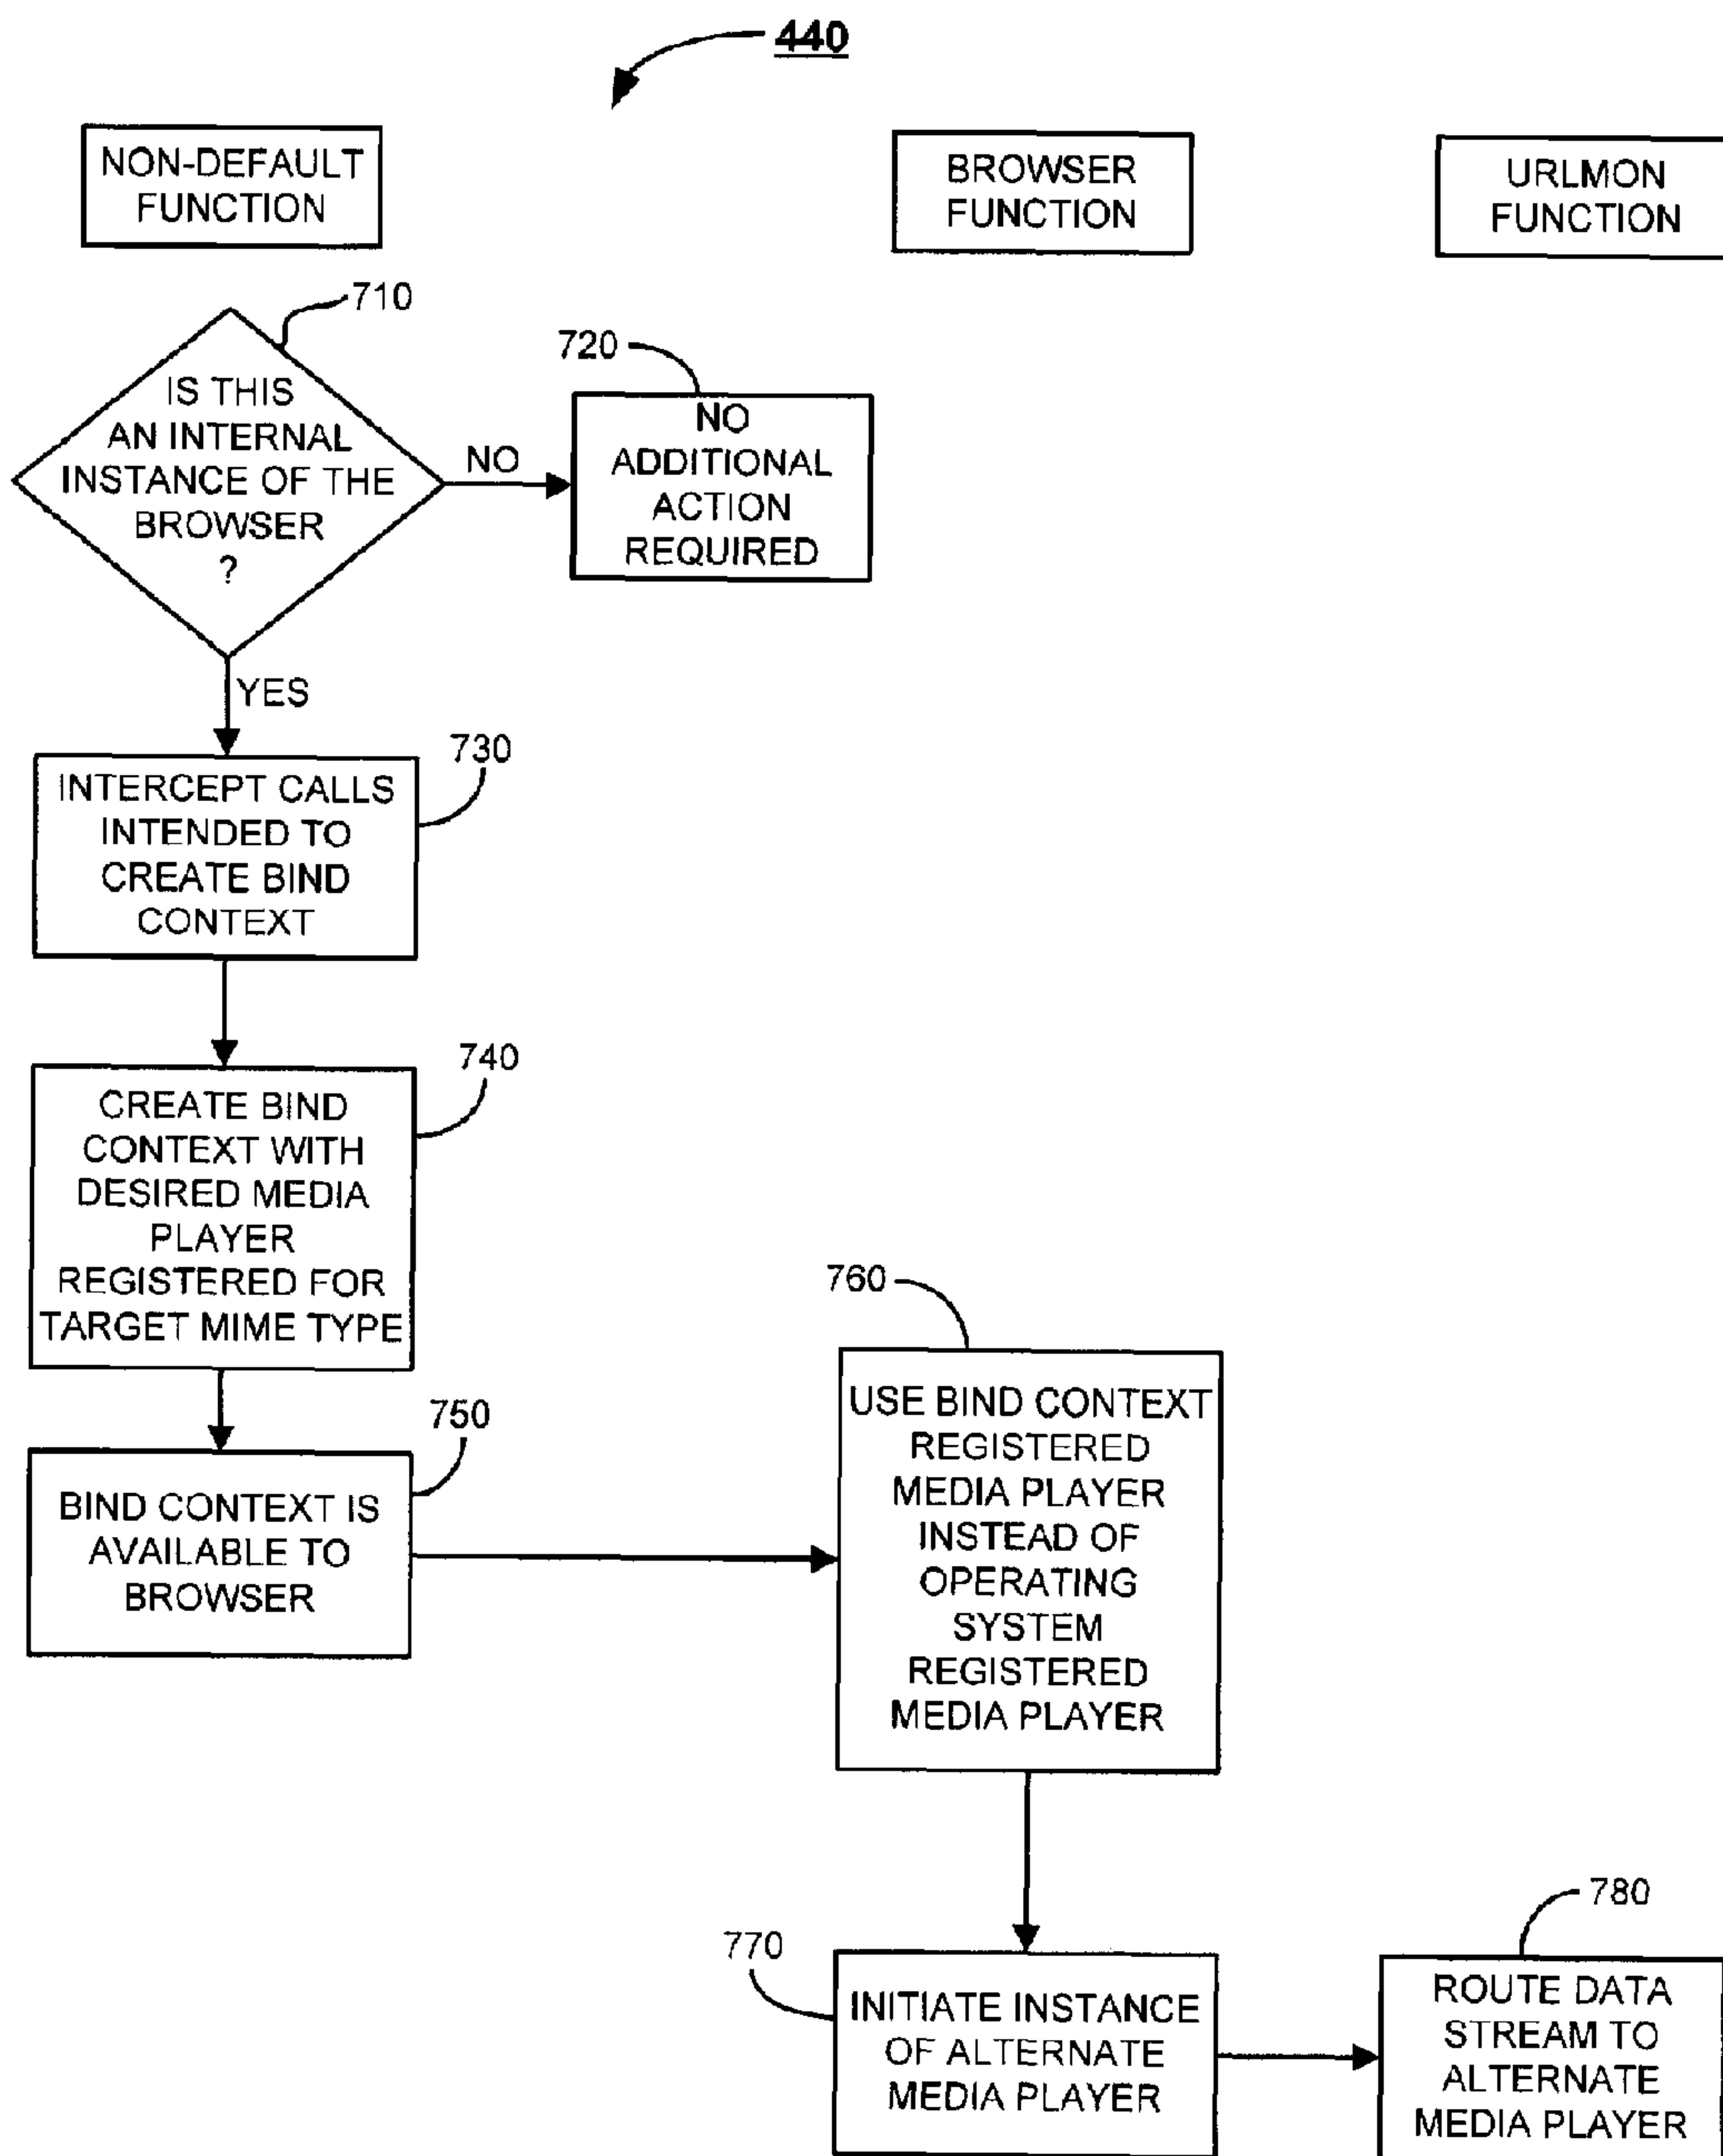 440
NON-DEFAULT
FUNCTION
BROWSER
FUNCTION
URLMON
FUNCTION
710
IS THIS
AN INTERNAL
INSTANCE OF THE
BROWSER
?
NO
720
NO
ADDITIONAL
ACTION
REQUIRED
YES
730
INTERCEPT CALLS
INTENDED TO
CREATE BIND
CONTEXT
740
CREATE BIND
CONTEXT WITH
DESIRED MEDIA
PLAYER
REGISTERED FOR
TARGET MIME TYPE
750
BIND CONTEXT IS
AVAILABLE TO
BROWSER
760
USE BIND CONTEXT
REGISTERED
MEDIA PLAYER
INSTEAD OF
OPERATING
SYSTEM
REGISTERED
MEDIA PLAYER
770
INITIATE INSTANCE
OF ALTERNATE
MEDIA PLAYER
780
ROUTE DATA
STREAM TO
ALTERNATE
MEDIA PLAYER